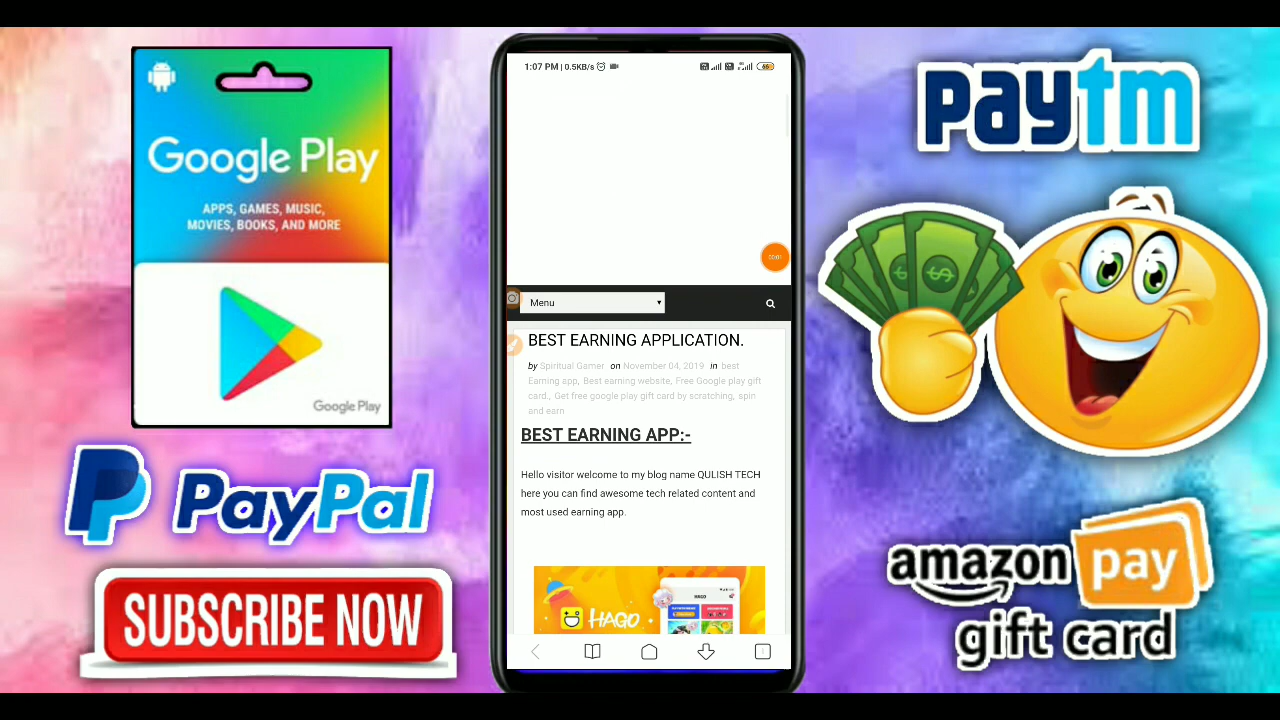 Google Play
APPS, GAMES, MUSIC,
MOVIES, BOOKS, AND MORE
Google Play
PayPal
SUBSCRIBE NOW
1:07 PM | 0.5KB/s
66
00:01
Menu
BEST EARNING APPLICATION.
by Spiritual Gamer on November 04, 2019 in best
Earning app, Best earning website, Free Google play gift
card., Get free google play gift card by scratching, spin
and earn
BEST EARNING APP:-
Hello visitor welcome to my blog name QULISH TECH
here you can find awesome tech related content and
most used earning app.
HAGO
HAGO
paytm
amazon pay
gift card